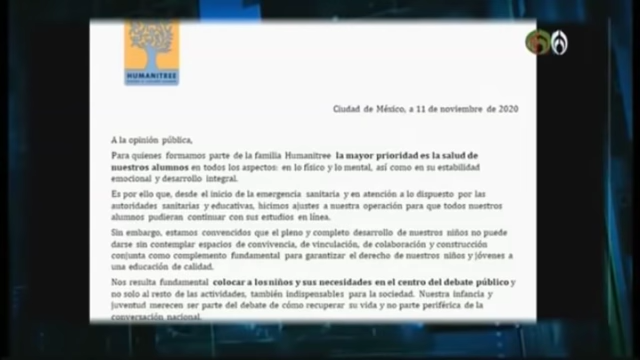 HUMANITREE
Ciudad de México, a 11 de noviembre de 2020
A la opinión pública,
Para quienes formamos parte de la familia Humanitree la mayor prioridad es la salud de
nuestros alumnos en todos los aspectos: en lo físico y lo mental, así como en su estabilidad
emocional y desarrollo integral.
Es por ello que, desde el inicio de la emergencia sanitaria y en atención a lo dispuesto por las
autoridades sanitarias y educativas, hicimos ajustes a nuestra operación para que todos nuestros
alumnos pudieran continuar con sus estudios en línea.
Sin embargo, estamos convencidos que el pleno y completo desarrollo de nuestros niños no puede
darse sin contemplar espacios de convivencia, de vinculación, de colaboración y construcción
conjunta como complemento fundamental para garantizar el derecho de nuestros niños y jóvenes a
una educación de calidad.
Nos resulta fundamental colocar a los niños y sus necesidades en el centro del debate público y
no solo al resto de las actividades, también indispensables para la sociedad. Nuestra infancia y
juventud merecen ser parte del debate de cómo recuperar su vida y no parte periférica de la
conversación nacional.